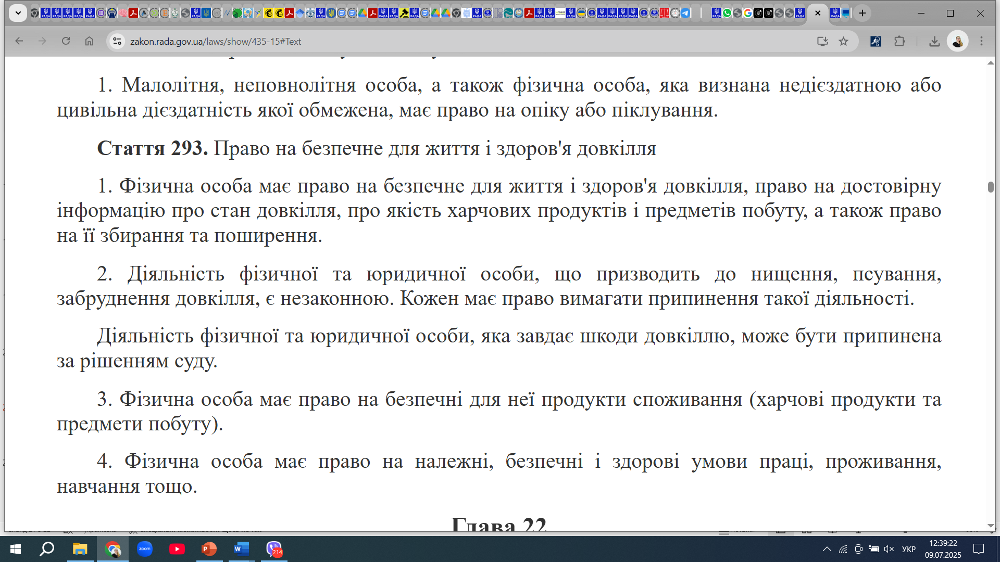 zakon.rada.gov.ua/laws/show/435-15#Text
1. Малолітня, неповнолітня особа, а також фізична особа, яка визнана недієздатною або
цивільна дієздатність якої обмежена, має право на опіку або піклування.
Стаття 293. Право на безпечне для життя і здоров'я довкілля
1. Фізична особа має право на безпечне для життя і здоров'я довкілля, право на достовірну
інформацію про стан довкілля, про якість харчових продуктів і предметів побуту, а також право
на її збирання та поширення.
2. Діяльність фізичної та юридичної особи, що призводить до нищення, псування,
забруднення довкілля, є незаконною. Кожен має право вимагати припинення такої діяльності.
Діяльність фізичної та юридичної особи, яка завдає шкоди довкіллю, може бути припинена
за рішенням суду.
3. Фізична особа має право на безпечні для неї продукти споживання (харчові продукти та
предмети побуту).
4. Фізична особа має право на належні, безпечні і здорові умови праці, проживання,
навчання тощо.
Глава 22
zoom
214
УКР
12:39:22
09.07.2025